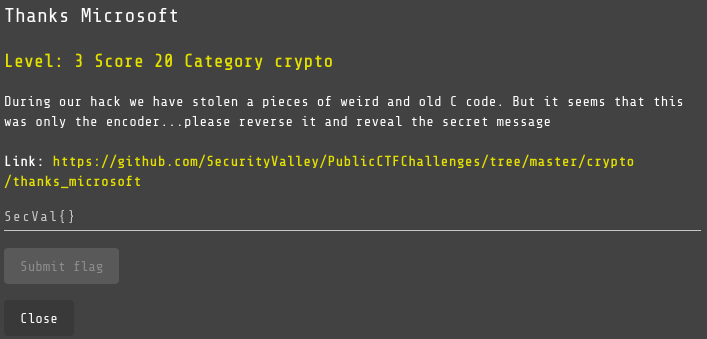 Thanks Microsoft
Level: 3 Score 20 Category crypto
During our hack we have stolen a pieces of weird and old C code. But it seems that this
was only the encoder...please reverse it and reveal the secret message
Link: https://github.com/SecurityValley/PublicCTFChallenges/tree/master/crypto
/thanks_microsoft
SecVal{}
Submit flag
Close